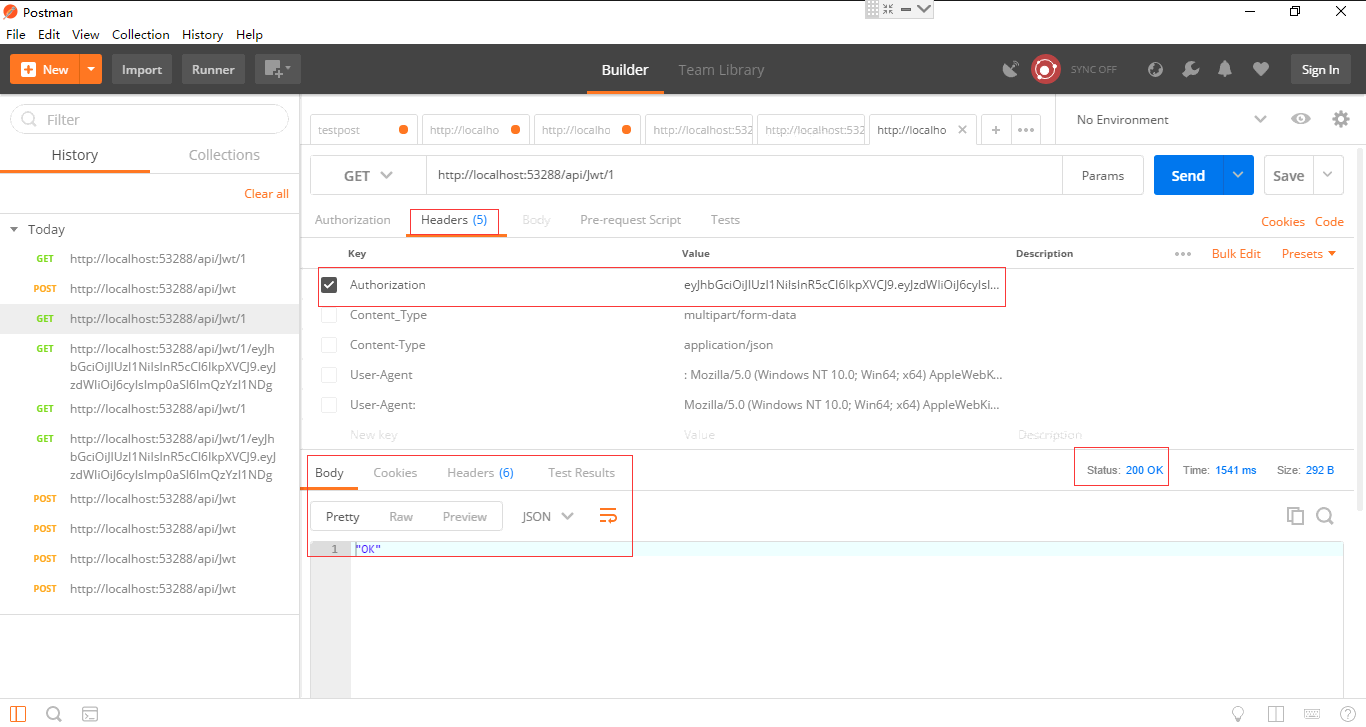 Postman
File Edit View Collection History Help
New Import Runner Builder Team Library SYNC OFF Sign In
Filter
History Collections
Clear all
Today
GET http://localhost:53288/api/Jwt/1
POST http://localhost:53288/api/Jwt
GET http://localhost:53288/api/Jwt/1
GET http://localhost:53288/api/Jwt/1/eyJh
bGciOiJIUzI1NiIsInR5cCI6IkpXVCJ9.eyJ
zdWIiOiJ6cyIsImp0aSI6ImQzYzI1NDg
GET http://localhost:53288/api/Jwt/1
GET http://localhost:53288/api/Jwt/1/eyJh
bGciOiJIUzI1NiIsInR5cCI6IkpXVCJ9.eyJ
zdWIiOiJ6cyIsImp0aSI6ImQzYzI1NDg
POST http://localhost:53288/api/Jwt
POST http://localhost:53288/api/Jwt
POST http://localhost:53288/api/Jwt
POST http://localhost:53288/api/Jwt
testpost http://localho http://localho http://localhost:532 http://localhost:532 http://localho
No Environment
GET http://localhost:53288/api/Jwt/1 Params Send Save
Authorization Headers (5) Body Pre-request Script Tests Cookies Code
Key Value Description Bulk Edit Presets
Authorization eyJhbGciOiJIUzI1NiIsInR5cCI6IkpXVCJ9.eyJzdWIiOiJ6cyIsI...
Content_Type multipart/form-data
Content-Type application/json
User-Agent : Mozilla/5.0 (Windows NT 10.0; Win64; x64) AppleWebK...
User-Agent: Mozilla/5.0 (Windows NT 10.0; Win64; x64) AppleWebKi...
New key Value Description
Body Cookies Headers (6) Test Results Status: 200 OK Time: 1541 ms Size: 292 B
Pretty Raw Preview JSON
1 "OK"